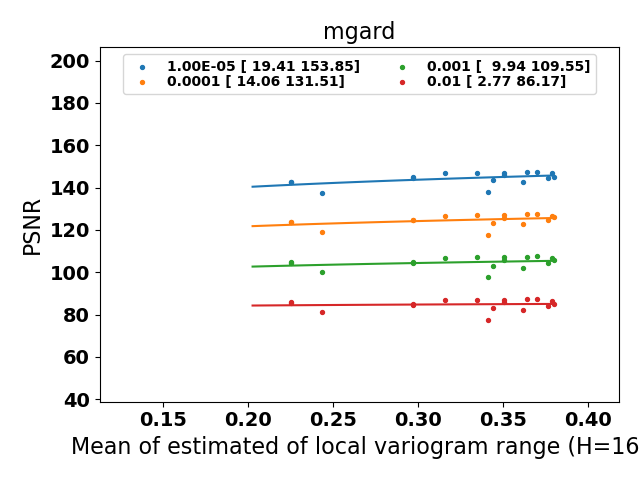 mgard
1.00E-05 [ 19.41 153.85]
0.0001 [ 14.06 131.51]
0.001 [  9.94 109.55]
0.01 [ 2.77 86.17]
PSNR
200
180
160
140
120
100
80
60
40
0.15 0.20 0.25 0.30 0.35 0.40
Mean of estimated of local variogram range (H=16